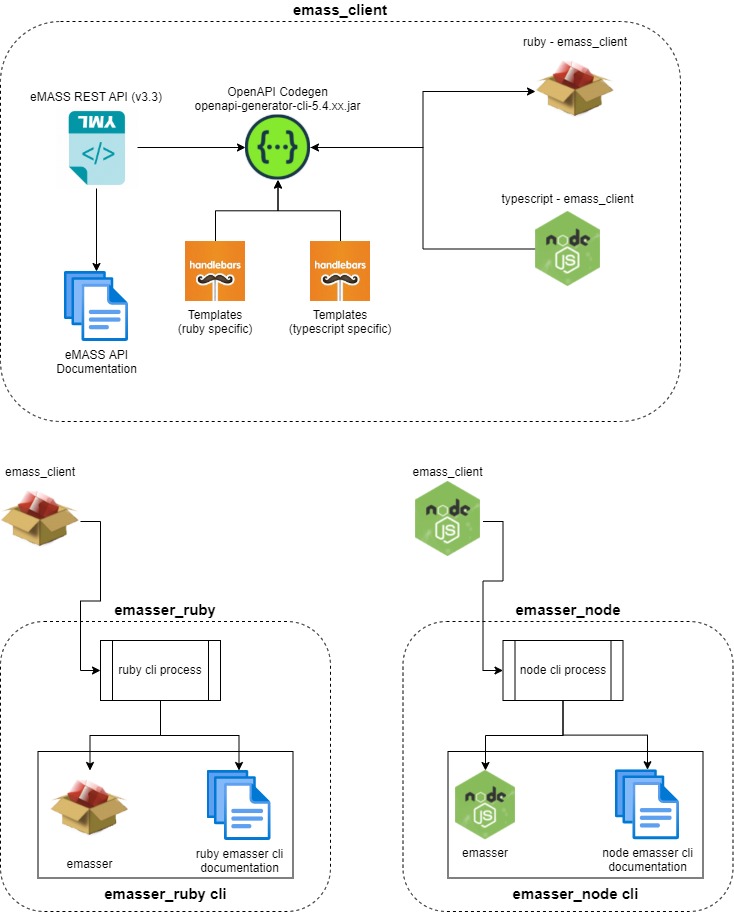 emass_client
ruby - emass_client
eMASS REST API (v3.3)
OpenAPI Codegen
openapi-generator-cli-5.4.xx.jar
YML
</>
{...}
typescript - emass_client
node
JS
handlebars
handlebars
Templates
(ruby specific)
Templates
(typescript specific)
eMASS API
Documentation
emass_client
emass_client
node
JS
emasser_ruby
emasser_node
ruby cli process
node cli process
node
JS
emasser
ruby emasser cli
documentation
emasser
node emasser cli
documentation
emasser_ruby cli
emasser_node cli